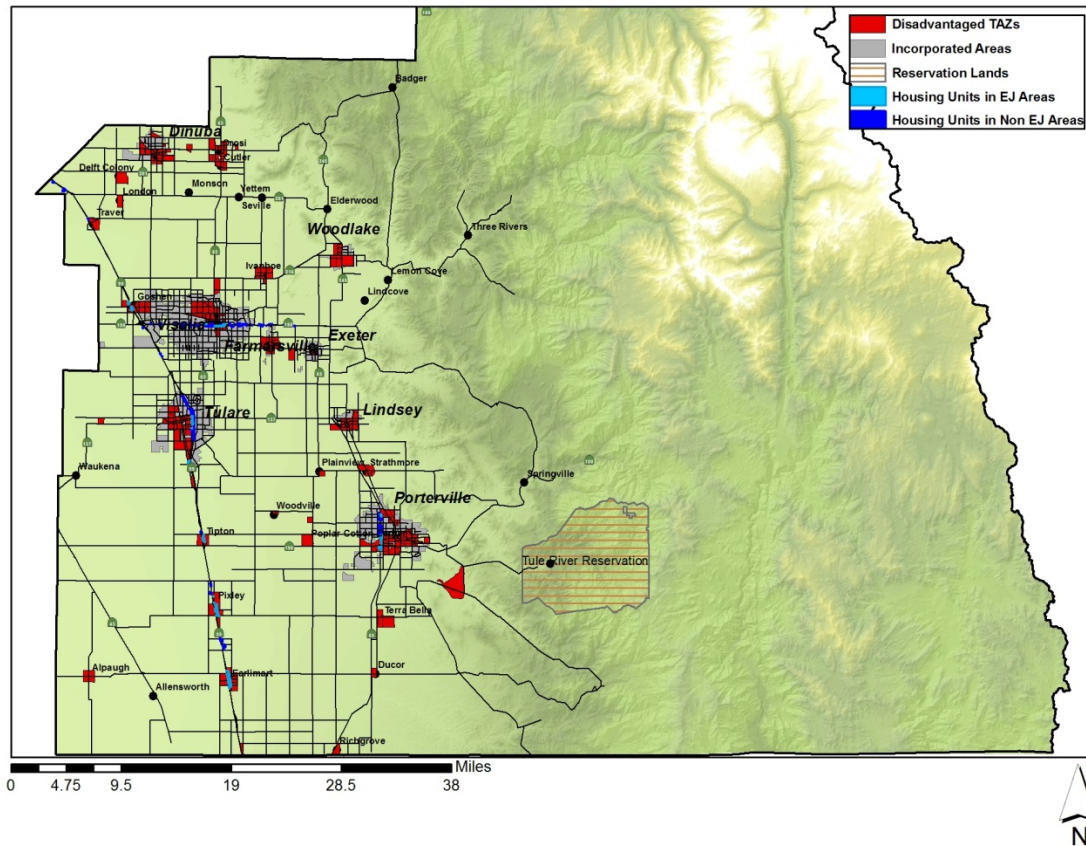 Disadvantaged TAZs
Incorporated Areas
Reservation Lands
Housing Units in EJ Areas
Housing Units in Non EJ Areas
Badger
Dinuba
Orosi
Cutler
Delft Colony
London
Monson
Yettem
Seville
Elderwood
Traver
Woodlake
Three Rivers
Ivanhoe
Lemon Cove
Lindcove
Goshen
Visalia
Farmersville
Exeter
Tulare
Lindsey
Waukena
Plainview
Strathmore
Springville
Woodville
Porterville
Tipton
Poplar Cotton
Tule River Reservation
Pixley
Terra Bella
Alpaugh
Earlimart
Ducor
Allensworth
Richgrove
Miles
0 4.75 9.5 19 28.5 38
N